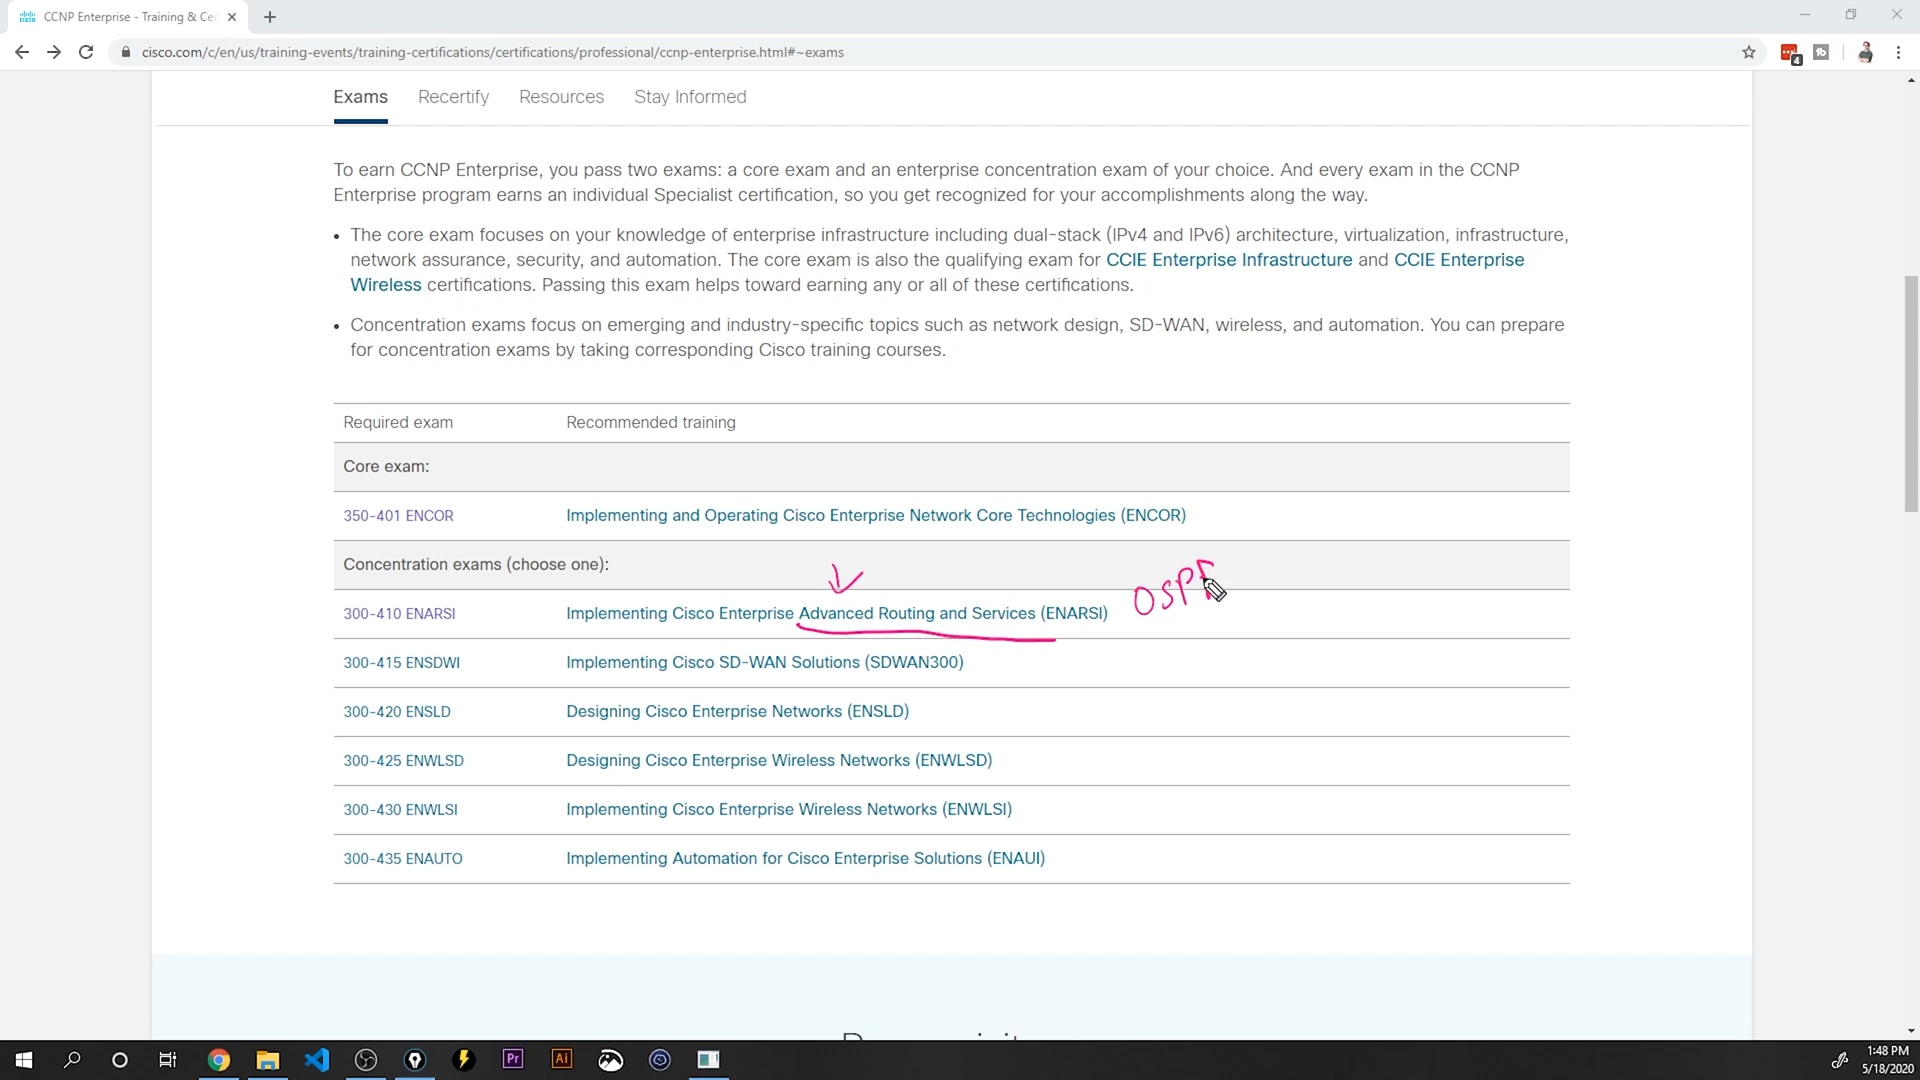 CCNP Enterprise - Training & Cer
cisco.com/c/en/us/training-events/training-certifications/certifications/professional/ccnp-enterprise.html#~exams
4
Exams Recertify Resources Stay Informed
To earn CCNP Enterprise, you pass two exams: a core exam and an enterprise concentration exam of your choice. And every exam in the CCNP
Enterprise program earns an individual Specialist certification, so you get recognized for your accomplishments along the way.
• The core exam focuses on your knowledge of enterprise infrastructure including dual-stack (IPv4 and IPv6) architecture, virtualization, infrastructure,
network assurance, security, and automation. The core exam is also the qualifying exam for CCIE Enterprise Infrastructure and CCIE Enterprise
Wireless certifications. Passing this exam helps toward earning any or all of these certifications.
• Concentration exams focus on emerging and industry-specific topics such as network design, SD-WAN, wireless, and automation. You can prepare
for concentration exams by taking corresponding Cisco training courses.
Required exam Recommended training
Core exam:
350-401 ENCOR Implementing and Operating Cisco Enterprise Network Core Technologies (ENCOR)
Concentration exams (choose one):
OSPF
300-410 ENARSI Implementing Cisco Enterprise Advanced Routing and Services (ENARSI)
300-415 ENSDWI Implementing Cisco SD-WAN Solutions (SDWAN300)
300-420 ENSLD Designing Cisco Enterprise Networks (ENSLD)
300-425 ENWLSD Designing Cisco Enterprise Wireless Networks (ENWLSD)
300-430 ENWLSI Implementing Cisco Enterprise Wireless Networks (ENWLSI)
300-435 ENAUTO Implementing Automation for Cisco Enterprise Solutions (ENAUI)
Pr Ai
1:48 PM
5/18/2020